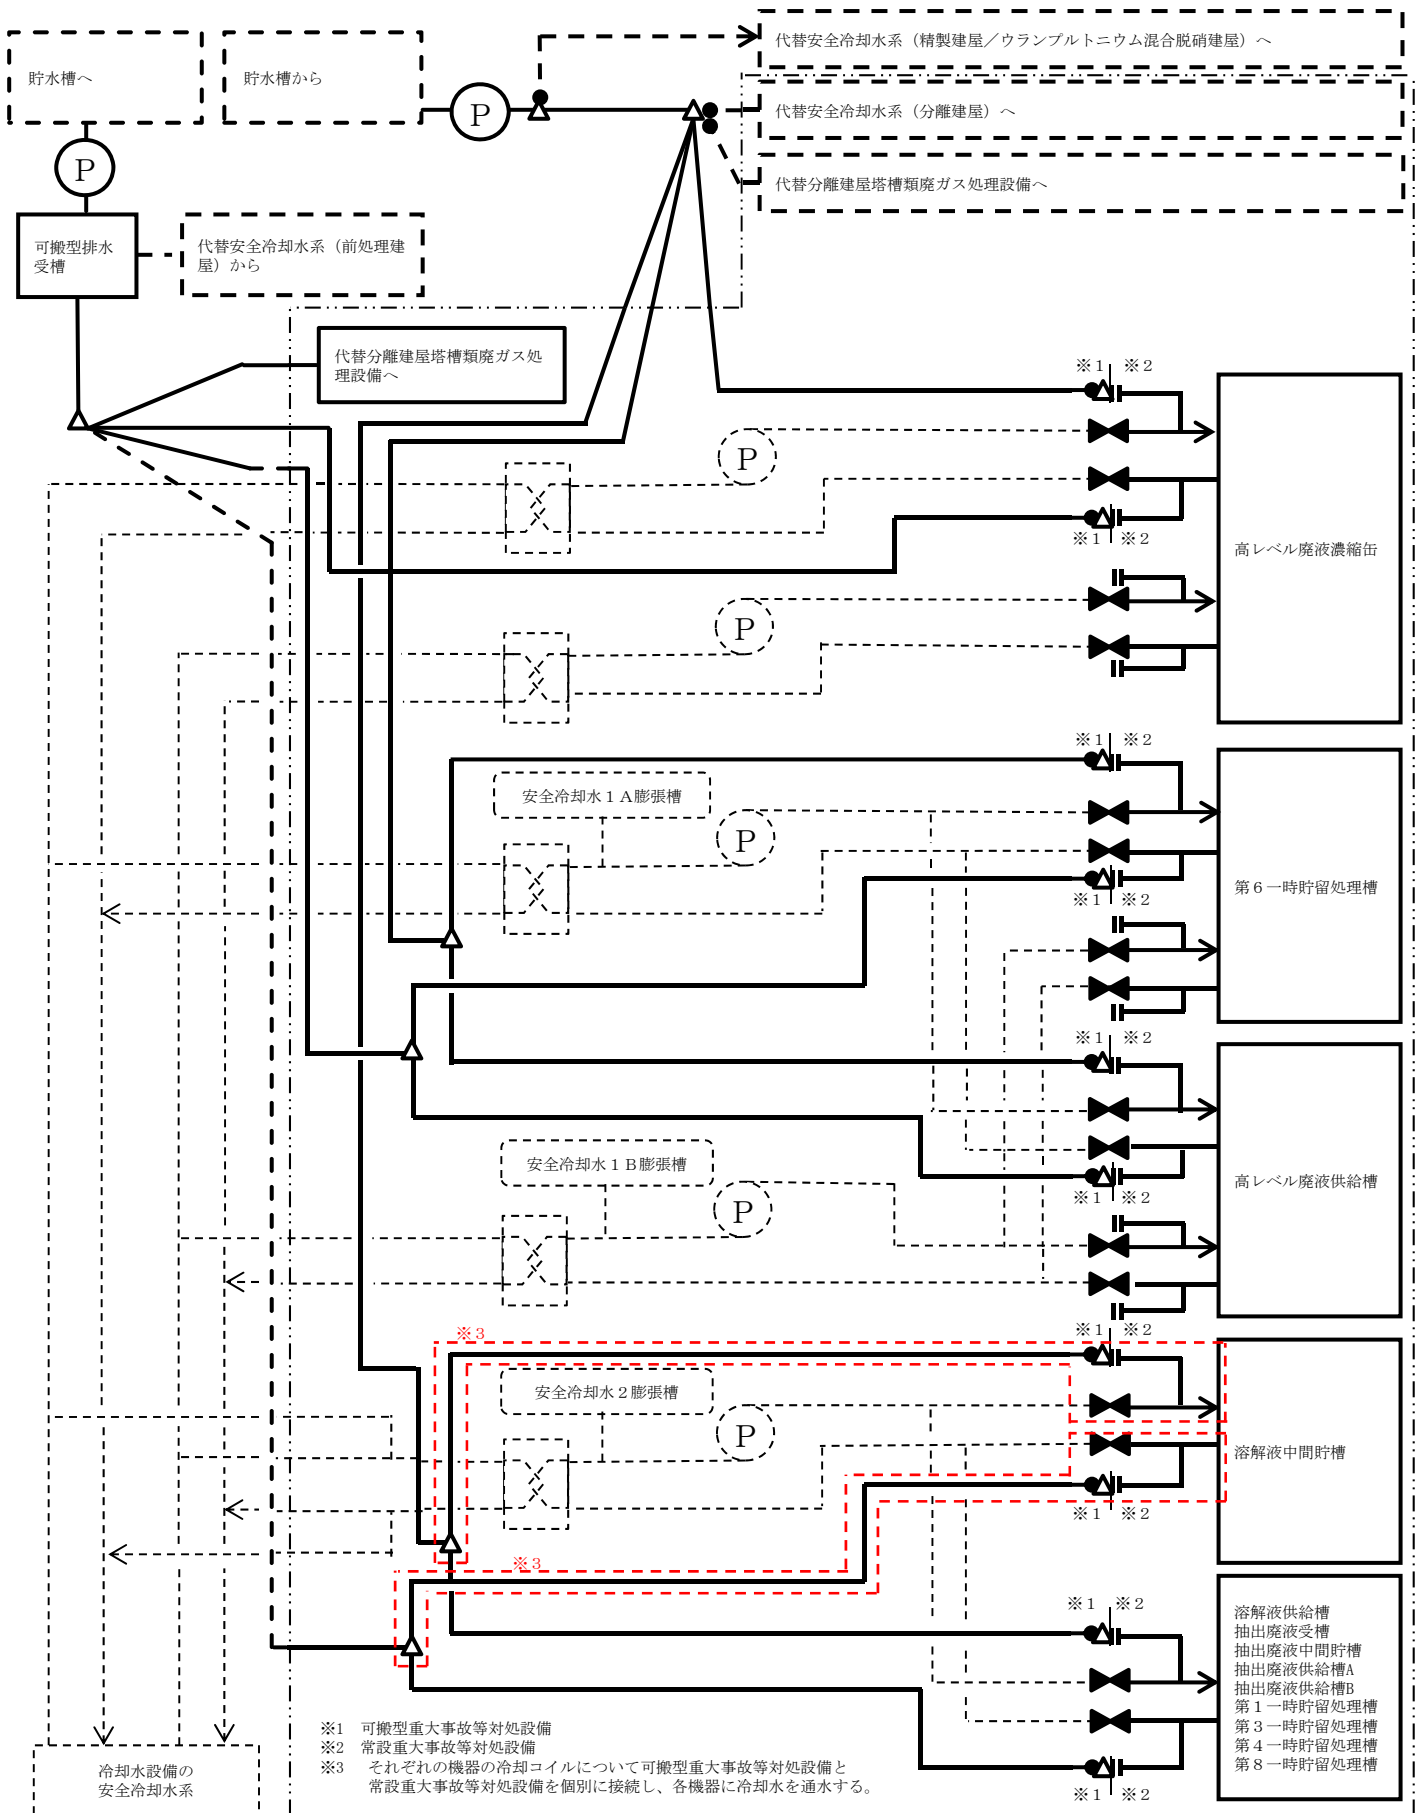 代替安全冷却水系（精製建屋／ウランプルトニウム混合脱硝建屋）へ
貯水槽へ
貯水槽から
代替安全冷却水系（分離建屋）へ
P
P
代替分離建屋塔槽類廃ガス処理設備へ
可搬型排水
受槽
代替安全冷却水系（前処理建
屋）から
代替分離建屋塔槽類廃ガス処
理設備へ
※１ ※２
P
※１ ※２
高レベル廃液濃縮缶
P
※１ ※２
安全冷却水１Ａ膨張槽
P
※１ ※２
第６一時貯留処理槽
※１ ※２
安全冷却水１Ｂ膨張槽
P
※１ ※２
高レベル廃液供給槽
※３
※１ ※２
安全冷却水２膨張槽
P
溶解液中間貯槽
※１ ※２
※３
※１ ※２
溶解液供給槽
抽出廃液受槽
抽出廃液中間貯槽
抽出廃液供給槽A
抽出廃液供給槽B
第１一時貯留処理槽
第３一時貯留処理槽
第４一時貯留処理槽
第８一時貯留処理槽
※１ ※２
※1 可搬型重大事故等対処設備
※2 常設重大事故等対処設備
※3 それぞれの機器の冷却コイルについて可搬型重大事故等対処設備と
常設重大事故等対処設備を個別に接続し、各機器に冷却水を通水する。
冷却水設備の
安全冷却水系